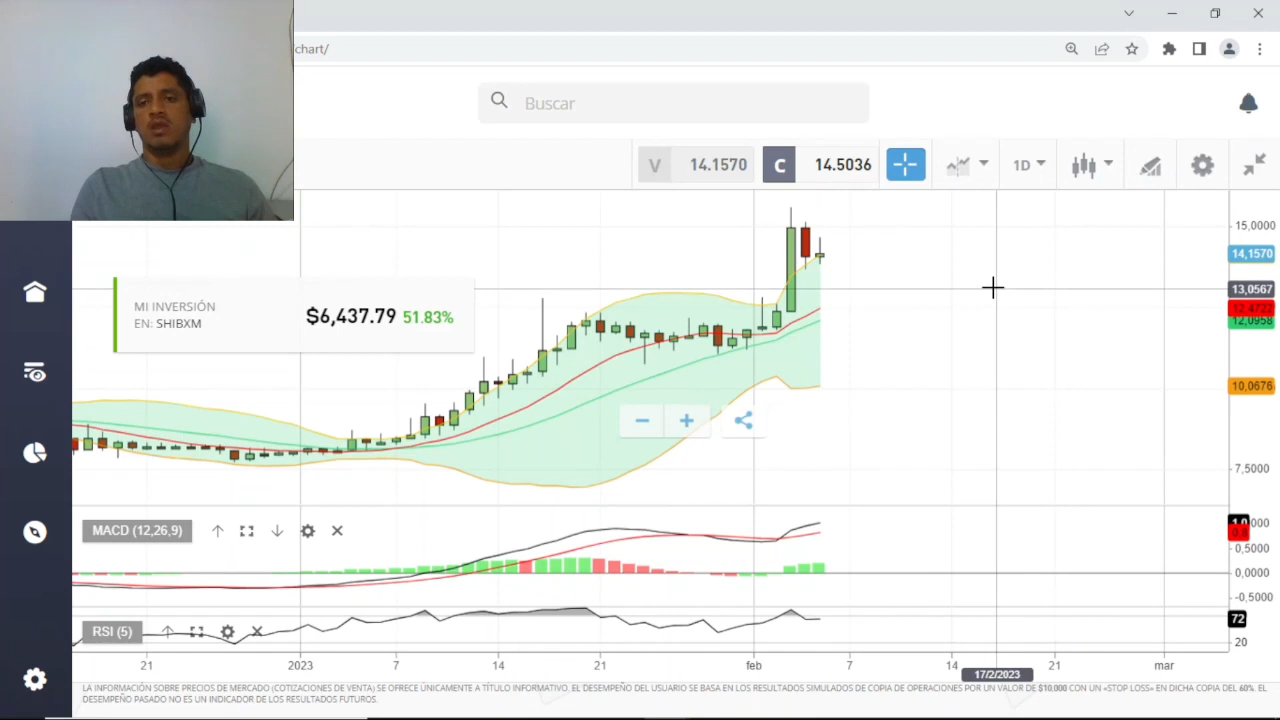 chart/
Buscar
V 14.1570 C 14.5036 1D
15,0000
14,1570
MI INVERSIÓN
EN: SHIBXM
$6,437.79 51.83%
13,0567
12,4722
12,0958
10,0676
7,5000
MACD (12,26,9)
0,5000
0,0000
-0,5000
RSI (5)
72
20
21 2023 7 14 21 feb 7 14 21 mar
17/2/2023
LA INFORMACIÓN SOBRE PRECIOS DE MERCADO (COTIZACIONES DE VENTA) SE OFRECE ÚNICAMENTE A TÍTULO INFORMATIVO. EL DESEMPEÑO DEL USUARIO SE BASA EN LOS RESULTADOS SIMULADOS DE COPIA DE OPERACIONES POR UN VALOR DE $10,000 CON UN «STOP LOSS» EN DICHA COPIA DEL 60%. EL
DESEMPEÑO PASADO NO ES UN INDICADOR DE LOS RESULTADOS FUTUROS.